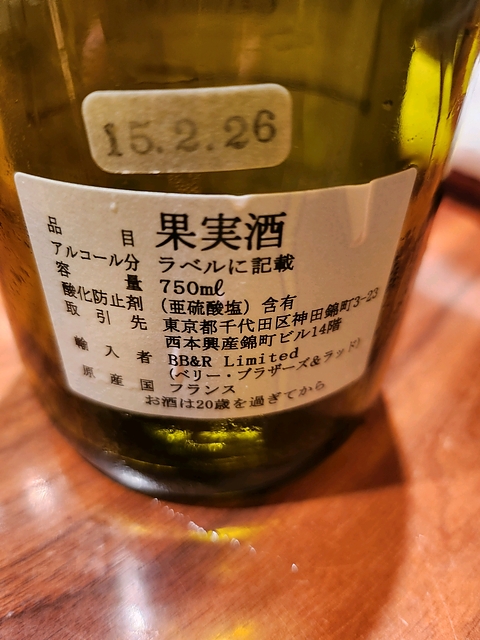 15.2.26
品目 果実酒
アルコール分 ラベルに記載
容量 750mℓ
酸化防止剤 (亜硫酸塩) 含有
取引先 東京都千代田区神田錦町3-23
西本興産錦町ビル14階
輸入者 BB&R Limited
(ベリー・ブラザーズ&ラッド)
原産国 フランス
お酒は20歳を過ぎてから